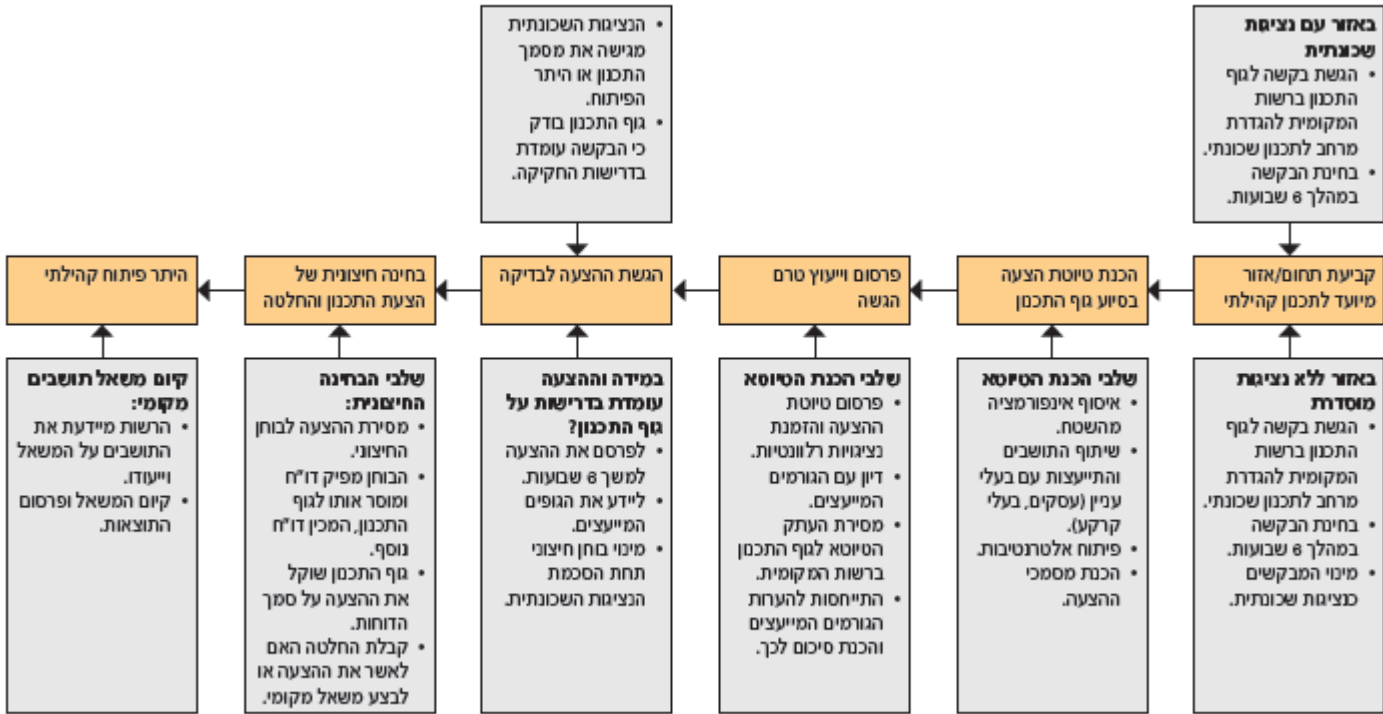 באזור עם נציגות
שכונתית
• הגשת בקשה לגוף
התכנון ברשות
המקומית להגדרת
מרחב לתכנון שכונתי.
• בחינת הבקשה
במהלך 6 שבועות.
• הנציגות השכונתית
מגישה את מסמך
התכנון או היתר
הפיתוח.
• גוף התכנון בודק
כי הבקשה עומדת
בדרישות החקיקה.
קביעת תחום/אזור
מיועד לתכנון קהילתי
הכנת טיוטת הצעה
בסיוע גוף התכנון
פרסום וייעוץ טרם
הגשה
הגשת ההצעה לבדיקה
בחינה חיצונית של
הצעת התכנון והחלטה
היתר פיתוח קהילתי
באזור ללא נציגות
מוסדרת
• הגשת בקשה לגוף
התכנון ברשות
המקומית להגדרת
מרחב לתכנון שכונתי.
• בחינת הבקשה
במהלך 6 שבועות.
• מינוי המבקשים
כנציגות שכונתית.
שלבי הכנת הטיוטא
• איסוף אינפורמציה
מהשטח.
• שיתוף התושבים
והתייעצות עם בעלי
עניין (עסקים, בעלי
קרקע).
• פיתוח אלטרנטיבות.
• הכנת מסמכי
ההצעה.
שלבי הכנת הטיוטא
• פרסום טיוטת
ההצעה והזמנת
נציגויות רלוונטיות.
• דיון עם הגורמים
המייעצים.
• מסירת העתק
הטיוטא לגוף התכנון
ברשות המקומית.
• התייחסות להערות
הגורמים המייעצים
והכנת סיכום לכך.
במידה וההצעה
עומדת בדרישות על
גוף התכנון?
• לפרסם את ההצעה
למשך 6 שבועות.
• ליידע את הגופים
המייעצים.
• מינוי בוחן חיצוני
תחת הסכמת
הנציגות השכונתית.
שלבי הבחינה
החיצונית:
• מסירת ההצעה לבוחן
החיצוני.
• הבוחן מפיק דו"ח
ומוסר אותו לגוף
התכנון, המכין דו"ח
נוסף.
• גוף התכנון שוקל
את ההצעה על סמך
הדוחות.
• קבלת החלטה האם
לאשר את ההצעה או
לבצע משאל מקומי.
קיום משאל תושבים
מקומי:
• הרשות מיידעת את
התושבים על המשאל
וייעודו.
• קיום המשאל ופרסום
התוצאות.